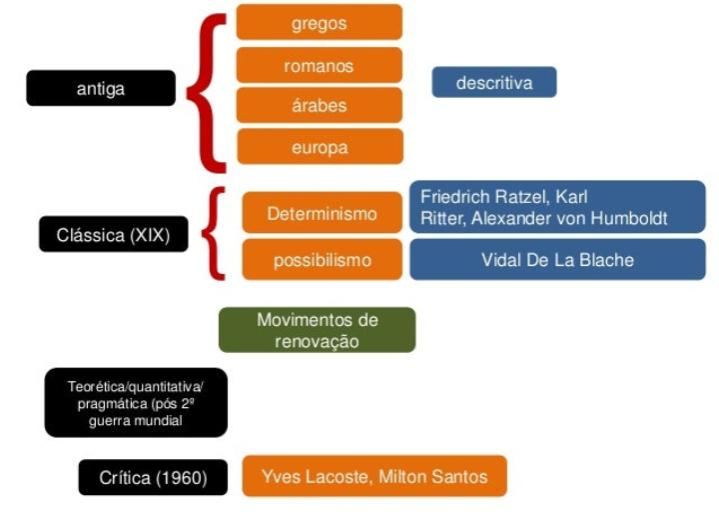 antiga
gregos
romanos
árabes
europa
descritiva
Clássica (XIX)
Determinismo
Friedrich Ratzel, Karl
Ritter, Alexander von Humboldt
possibilismo
Vidal De La Blache
Movimentos de
renovação
Teorética/quantitativa/
pragmática (pós 2º
guerra mundial
Crítica (1960)
Yves Lacoste, Milton Santos